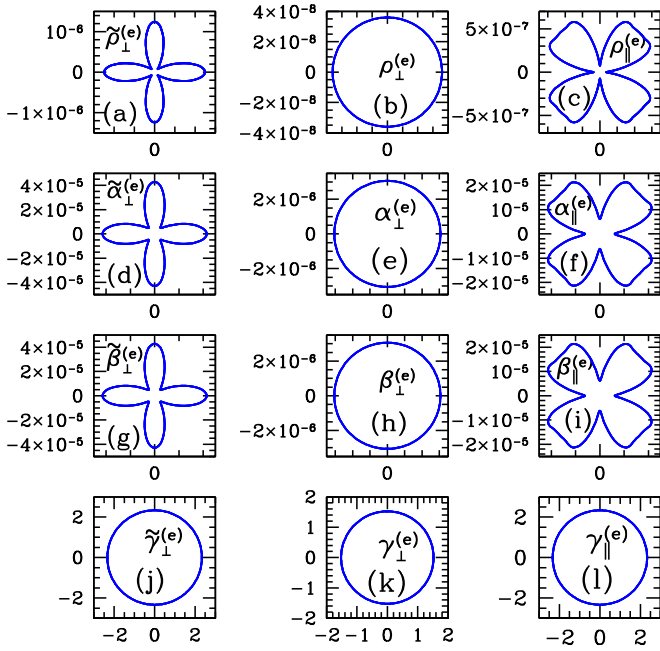 10⁻⁶ 0 −1×10⁻⁶ ρ̃⊥⁽ᵉ⁾ (a) 0
4×10⁻⁸ 2×10⁻⁸ 0 −2×10⁻⁸ −4×10⁻⁸ ρ⊥⁽ᵉ⁾ (b) 0
5×10⁻⁷ 0 −5×10⁻⁷ ρ∥⁽ᵉ⁾ (c) 0
4×10⁻⁵ 2×10⁻⁵ 0 −2×10⁻⁵ −4×10⁻⁵ α̃⊥⁽ᵉ⁾ (d) 0
2×10⁻⁶ 0 −2×10⁻⁶ α⊥⁽ᵉ⁾ (e) 0
2×10⁻⁵ 10⁻⁵ 0 −1×10⁻⁵ −2×10⁻⁵ α∥⁽ᵉ⁾ (f) 0
4×10⁻⁵ 2×10⁻⁵ 0 −2×10⁻⁵ −4×10⁻⁵ β̃⊥⁽ᵉ⁾ (g) 0
2×10⁻⁶ 0 −2×10⁻⁶ β⊥⁽ᵉ⁾ (h) 0
2×10⁻⁵ 10⁻⁵ 0 −1×10⁻⁵ −2×10⁻⁵ β∥⁽ᵉ⁾ (i) 0
2 0 −2 γ̃⊥⁽ᵉ⁾ (j) −2 0 2
2 1 0 −1 −2 γ⊥⁽ᵉ⁾ (k) −2 −1 0 1 2
2 0 −2 γ∥⁽ᵉ⁾ (l) −2 0 2